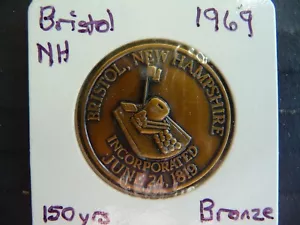 Bristol 1969
NH
BRISTOL, NEW HAMPSHIRE
INCORPORATED
JUNE 24, 1819
150 yrs Bronze